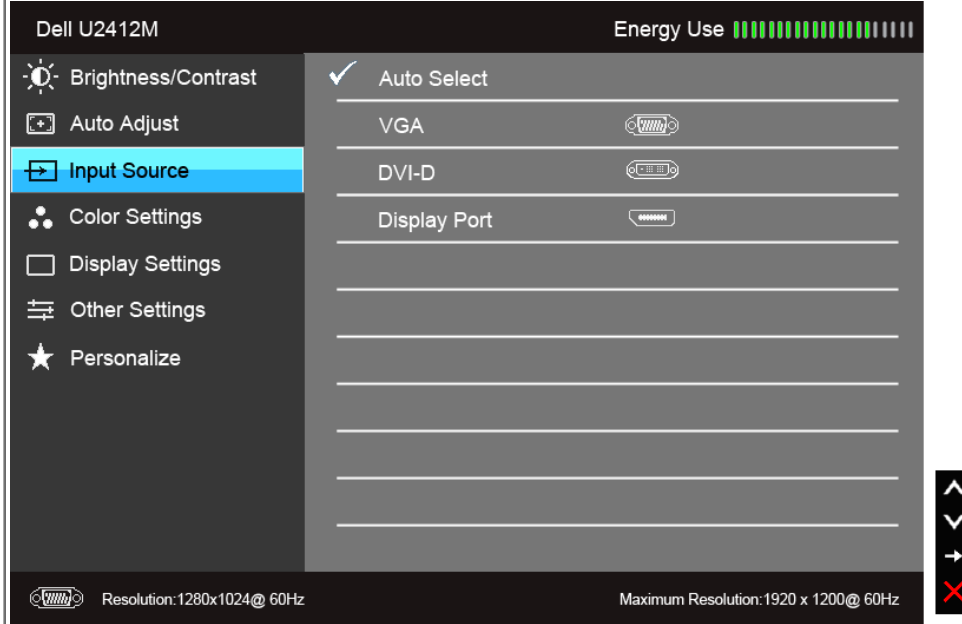 Dell U2412M
Energy Use
Brightness/Contrast
Auto Adjust
Input Source
Color Settings
Display Settings
Other Settings
Personalize
Auto Select
VGA
DVI-D
Display Port
Resolution:1280x1024@ 60Hz
Maximum Resolution:1920 x 1200@ 60Hz